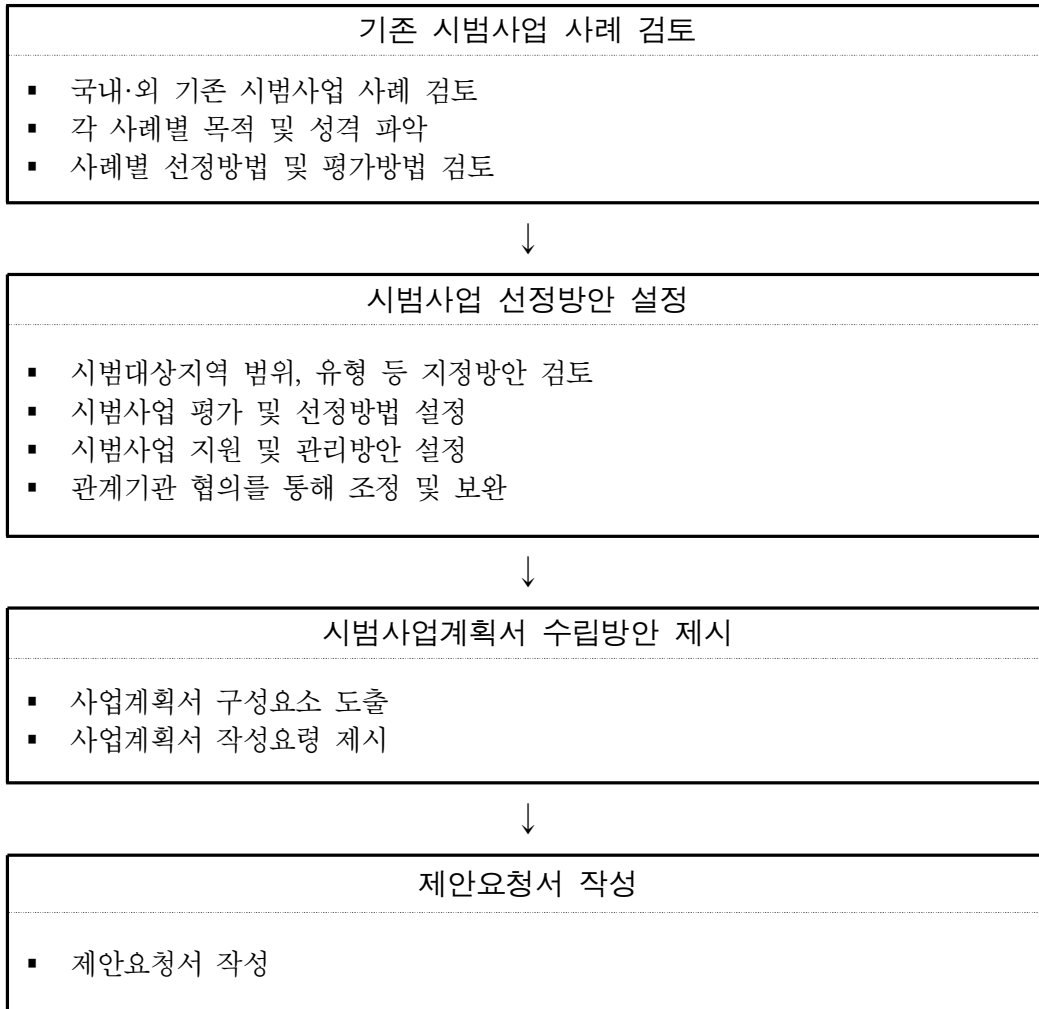 기존 시범사업 사례 검토
▪ 국내·외 기존 시범사업 사례 검토
▪ 각 사례별 목적 및 성격 파악
▪ 사례별 선정방법 및 평가방법 검토
↓
시범사업 선정방안 설정
▪ 시범대상지역 범위, 유형 등 지정방안 검토
▪ 시범사업 평가 및 선정방법 설정
▪ 시범사업 지원 및 관리방안 설정
▪ 관계기관 협의를 통해 조정 및 보완
↓
시범사업계획서 수립방안 제시
▪ 사업계획서 구성요소 도출
▪ 사업계획서 작성요령 제시
↓
제안요청서 작성
▪ 제안요청서 작성